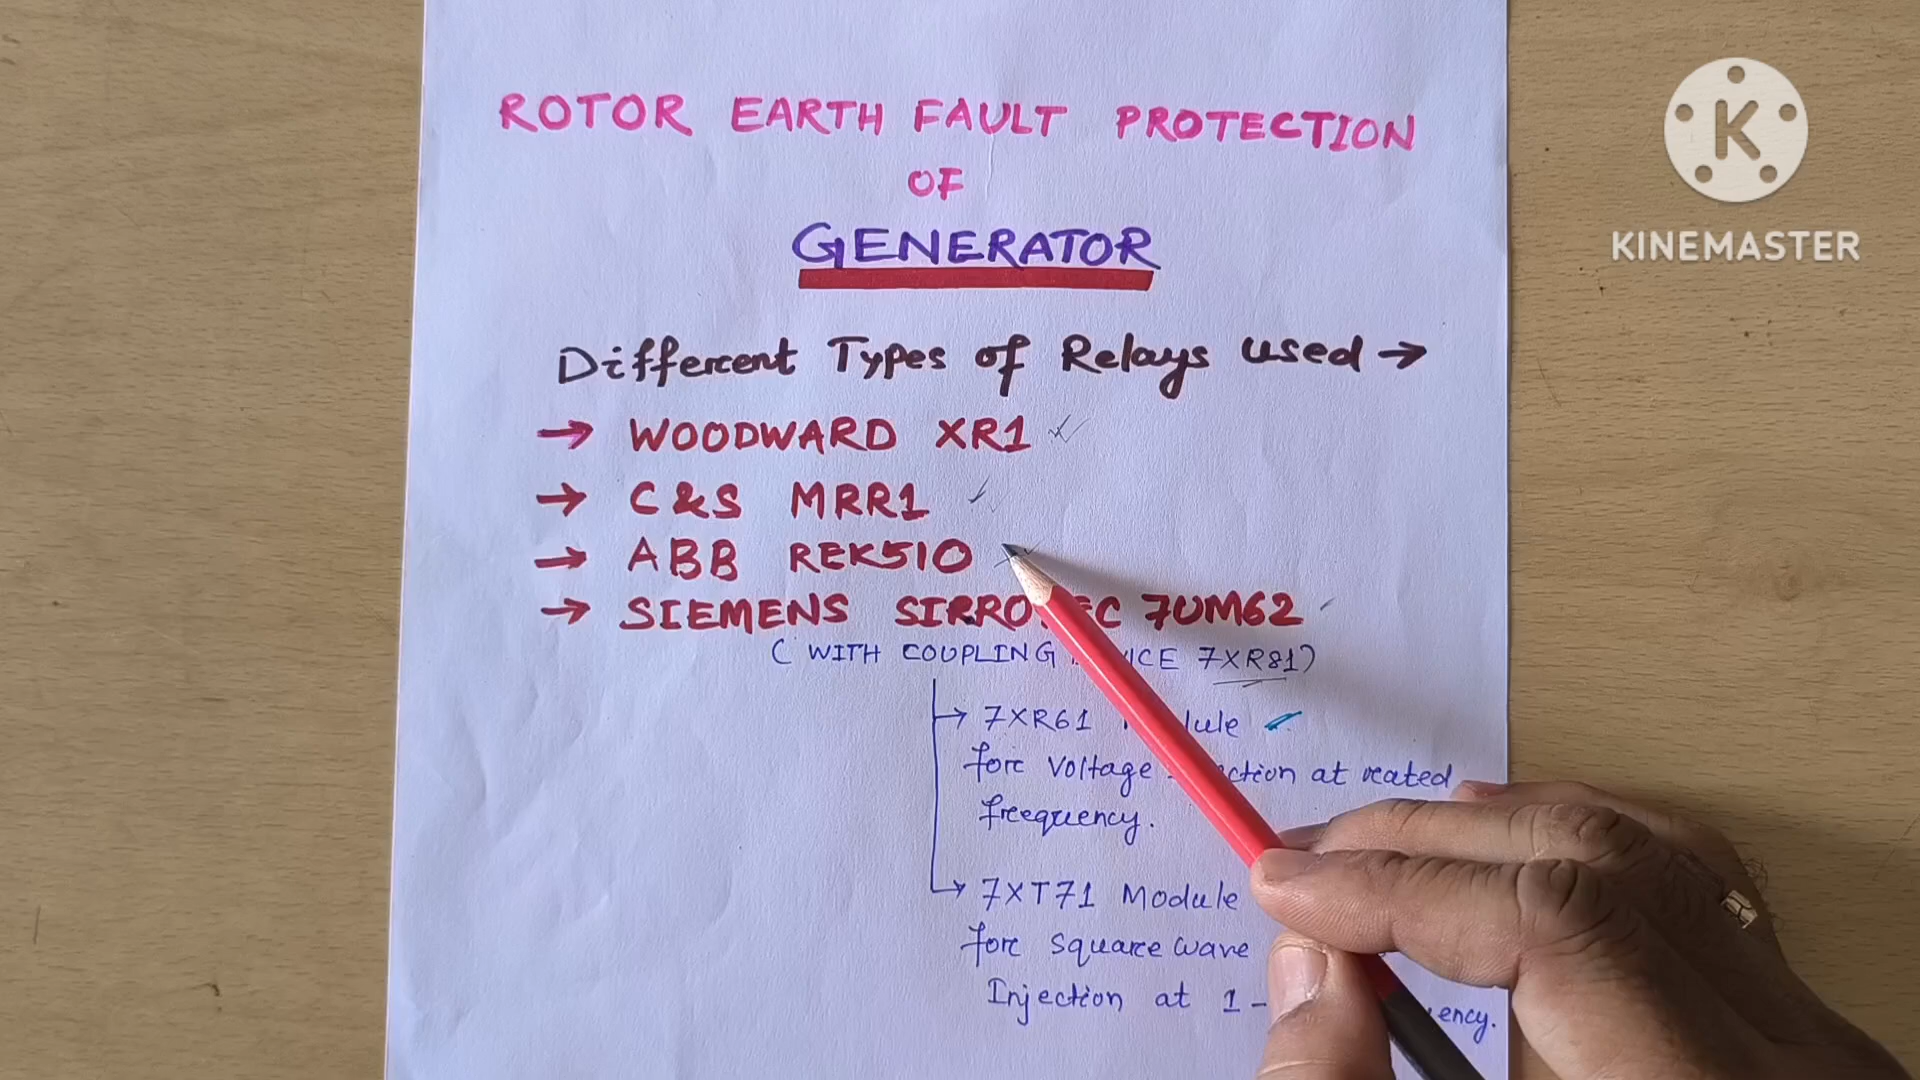 ROTOR EARTH FAULT PROTECTION
OF
GENERATOR
K
KINEMASTER
Different Types of Relays used →
→ WOODWARD XR1 ✓
→ C&S MRR1 ✓
→ ABB REK510
→ SIEMENS 7UM62
( WITH COUPLING 7XR81)
→ 7XR61
for voltage at rated
frequency.
→ 7XT71 Module
for square wave
Injection at 1-